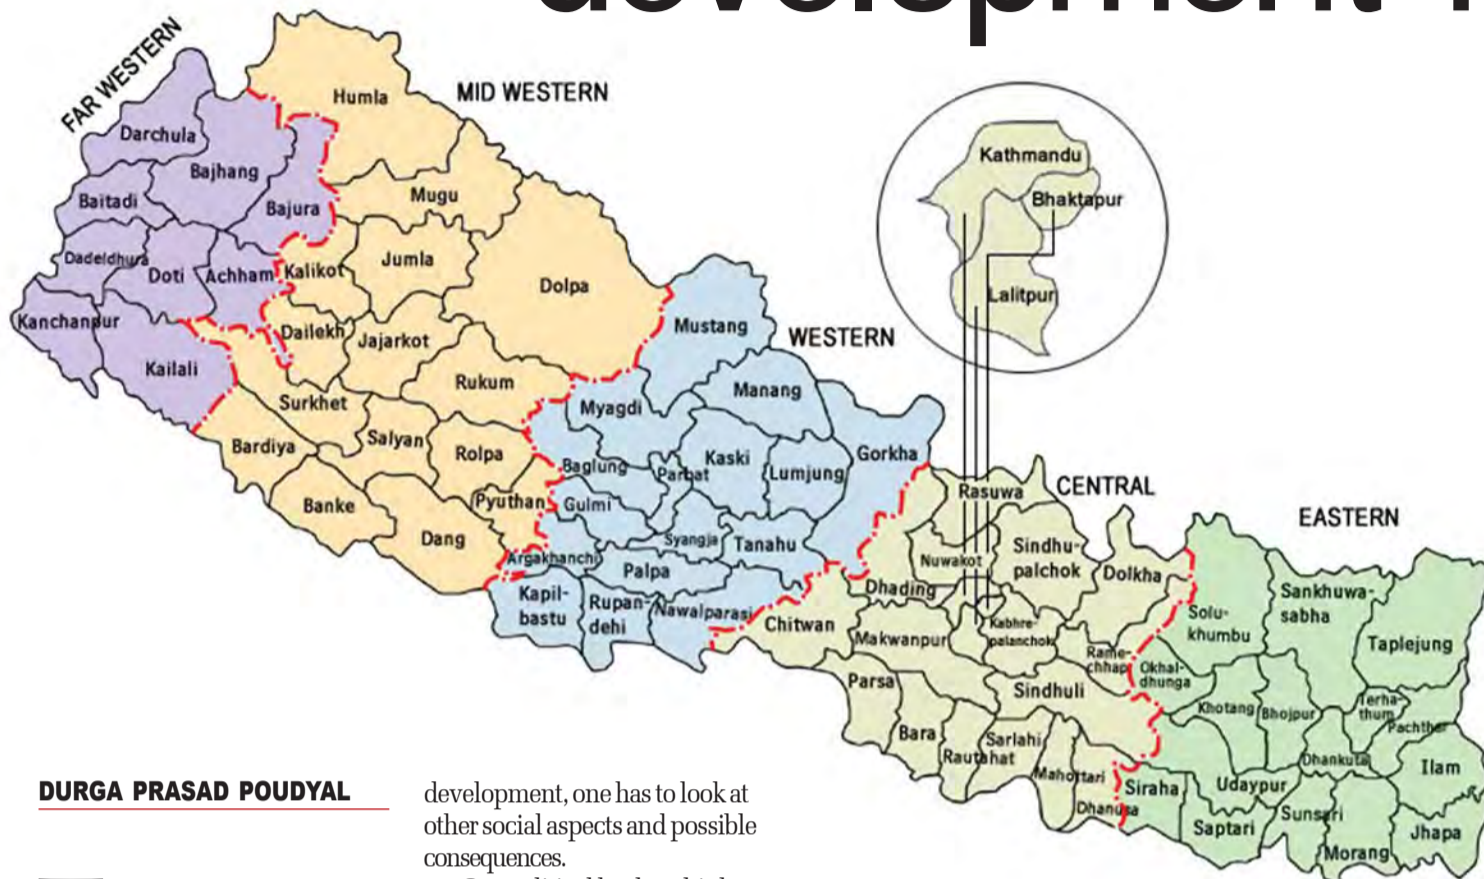 development
FAR WESTERN
MID WESTERN
Humla
Darchula
Bajhang
Baitadi
Bajura
Mugu
Dadeldhura
Doti
Achham
Kalikot
Jumla
Dolpa
Kanchanpur
Kailali
Dailekh
Jajarkot
Surkhet
Rukum
Bardiya
Salyan
Rolpa
Banke
Pyuthan
Dang
WESTERN
Mustang
Manang
Myagdi
Gorkha
Baglung
Parbat
Kaski
Lumjung
Gulmi
Syangja
Tanahu
Argakhanchi
Palpa
Kapil-
bastu
Rupan-
dehi
Nawalparasi
Kathmandu
Bhaktapur
Lalitpur
CENTRAL
Rasuwa
Nuwakot
Sindhu-
palchok
Dolkha
Dhading
Chitwan
Makwanpur
Kabhre-
palanchok
Rame-
chhap
Sindhuli
Parsa
Bara
Rautahat
Sarlahi
Mahottari
Dhanusa
EASTERN
Solu-
khumbu
Sankhuwa-
sabha
Taplejung
Okhal-
dhunga
Khotang
Bhojpur
Terha-
thum
Pachthar
Dhankuta
Ilam
Siraha
Udaypur
Saptari
Sunsari
Morang
Jhapa
DURGA PRASAD POUDYAL
development, one has to look at
other social aspects and possible
consequences.